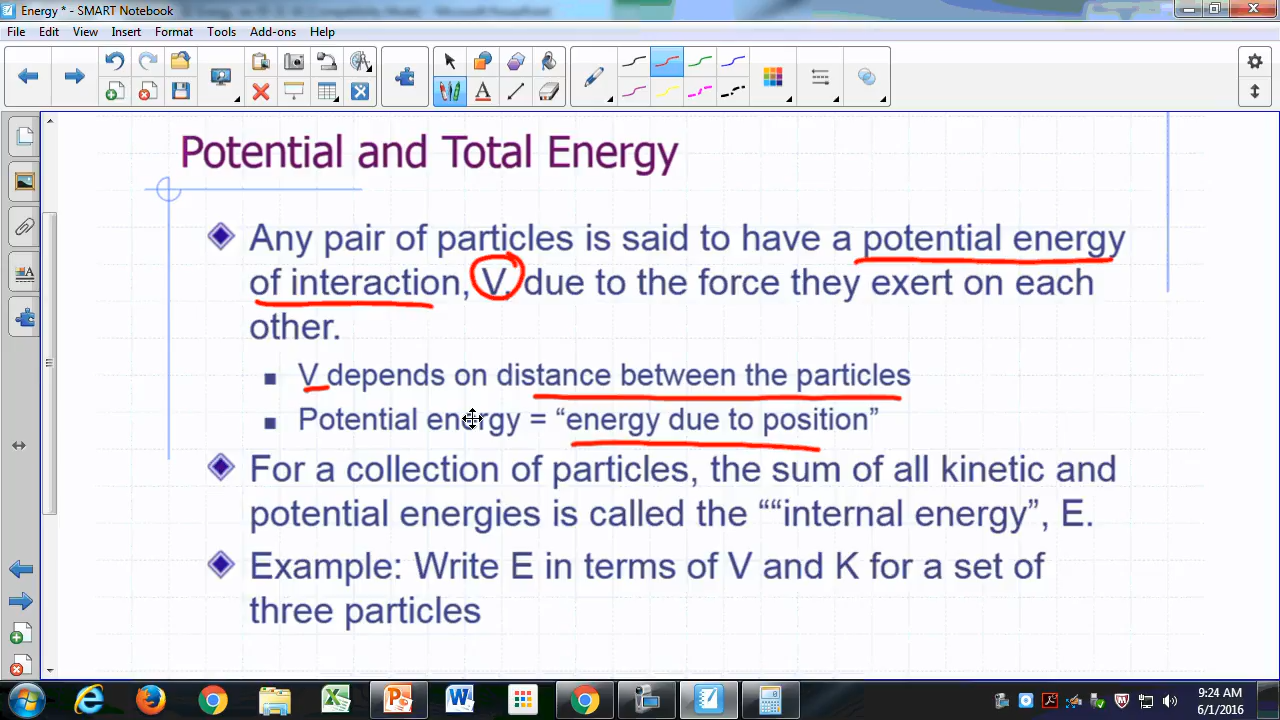 Energy * - SMART Notebook
File Edit View Insert Format Tools Add-ons Help
Potential and Total Energy
Any pair of particles is said to have a potential energy
of interaction, V, due to the force they exert on each
other.
V depends on distance between the particles
Potential energy = “energy due to position”
For a collection of particles, the sum of all kinetic and
potential energies is called the ““internal energy”, E.
Example: Write E in terms of V and K for a set of
three particles
9:24 AM
6/1/2016